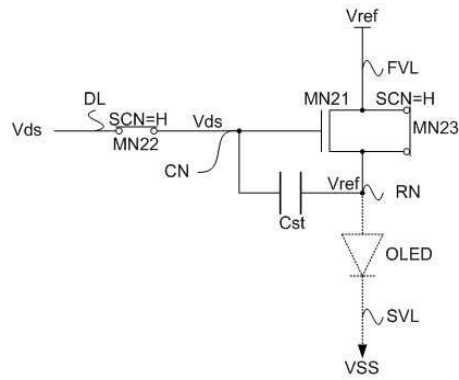 Vref
FVL
DL
SCN=H
Vds
MN22
Vds
MN21
SCN=H
MN23
CN
Vref
RN
Cst
OLED
SVL
VSS